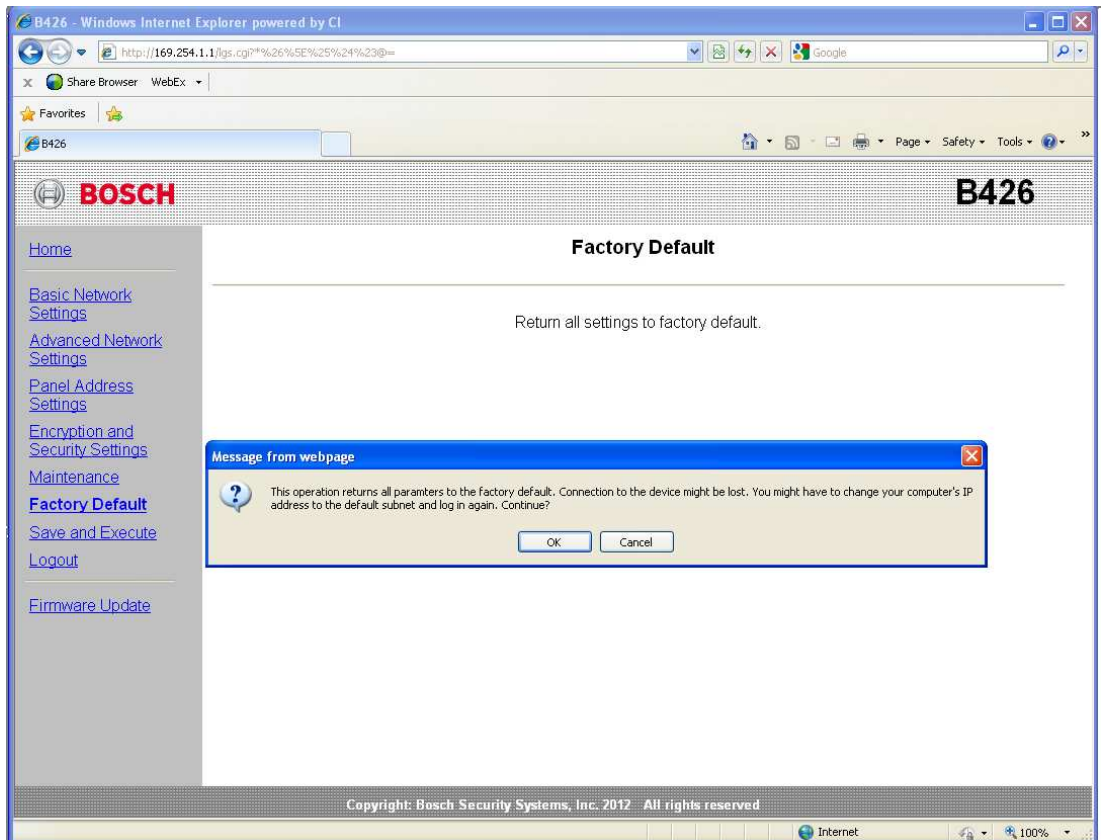 B426 - Windows Internet Explorer powered by CI
http://169.254.1.1/lgs.cgi?*%26%5E%25%24%23@=
Google
x Share Browser WebEx
Favorites
B426
Page Safety Tools
BOSCH
B426
Home
Basic Network
Settings
Advanced Network
Settings
Panel Address
Settings
Encryption and
Security Settings
Maintenance
Factory Default
Save and Execute
Logout
Firmware Update
Factory Default
Return all settings to factory default.
Message from webpage
This operation returns all paramters to the factory default. Connection to the device might be lost. You might have to change your computer's IP
address to the default subnet and log in again. Continue?
OK Cancel
Copyright: Bosch Security Systems, Inc. 2012 All rights reserved
Internet 100%